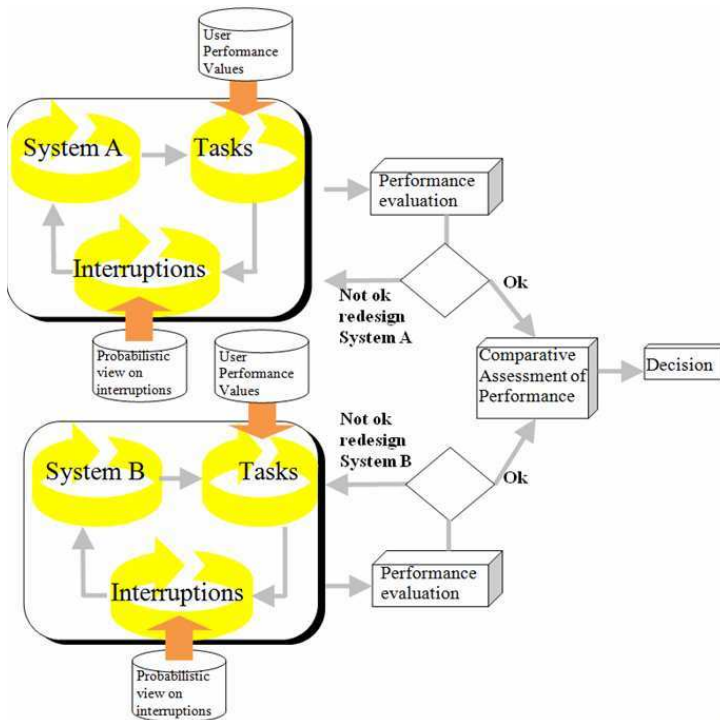 User
Performance
Values
System A
Tasks
Interruptions
Performance
evaluation
Not ok
redesign
System A
Ok
Probabilistic
view on
interruptions
User
Performance
Values
Comparative
Assessment of
Performance
Decision
Not ok
redesign
System B
Ok
System B
Tasks
Interruptions
Performance
evaluation
Probabilistic
view on
interruptions